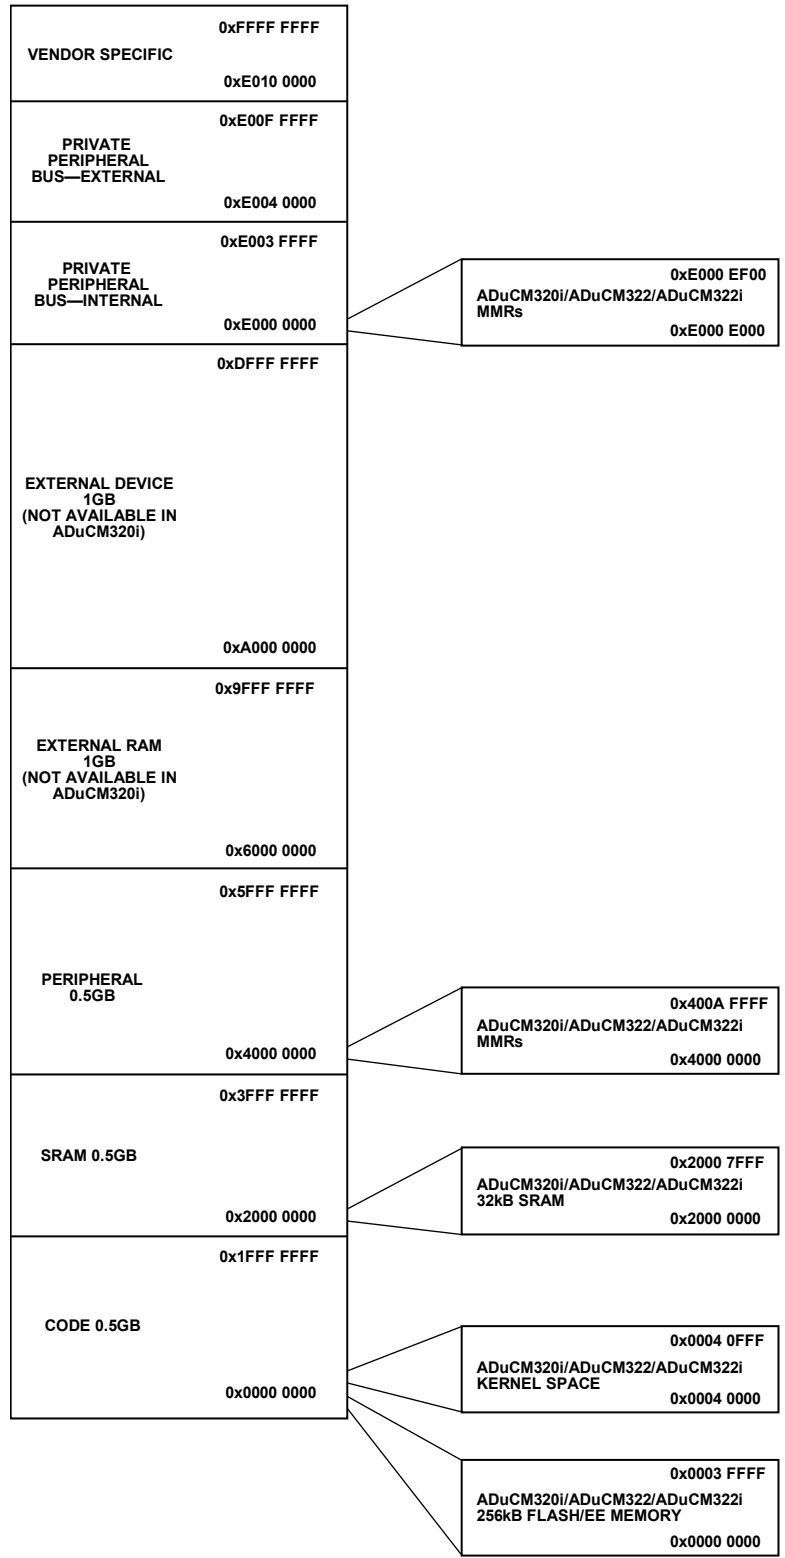 0xFFFF FFFF
VENDOR SPECIFIC
0xE010 0000
0xE00F FFFF
PRIVATE
PERIPHERAL
BUS—EXTERNAL
0xE004 0000
0xE003 FFFF
PRIVATE
PERIPHERAL
BUS—INTERNAL
0xE000 0000
0xE000 EF00
ADuCM320i/ADuCM322/ADuCM322i
MMRs
0xE000 E000
0xDFFF FFFF
EXTERNAL DEVICE
1GB
(NOT AVAILABLE IN
ADuCM320i)
0xA000 0000
0x9FFF FFFF
EXTERNAL RAM
1GB
(NOT AVAILABLE IN
ADuCM320i)
0x6000 0000
0x5FFF FFFF
PERIPHERAL
0.5GB
0x4000 0000
0x400A FFFF
ADuCM320i/ADuCM322/ADuCM322i
MMRs
0x4000 0000
0x3FFF FFFF
SRAM 0.5GB
0x2000 0000
0x2000 7FFF
ADuCM320i/ADuCM322/ADuCM322i
32kB SRAM
0x2000 0000
0x1FFF FFFF
CODE 0.5GB
0x0000 0000
0x0004 0FFF
ADuCM320i/ADuCM322/ADuCM322i
KERNEL SPACE
0x0004 0000
0x0003 FFFF
ADuCM320i/ADuCM322/ADuCM322i
256kB FLASH/EE MEMORY
0x0000 0000